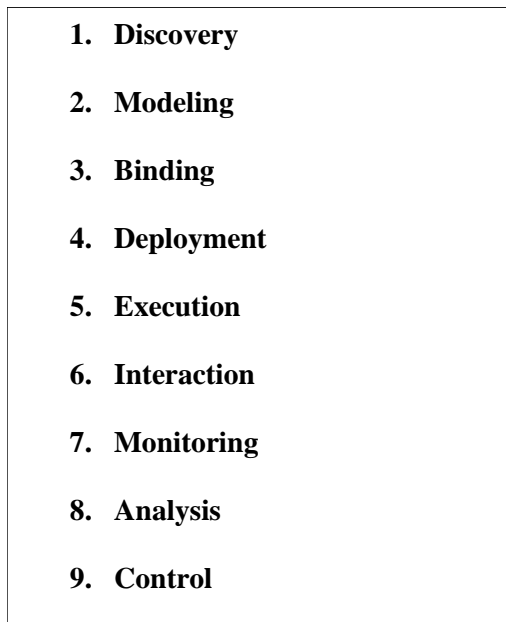 1. Discovery
2. Modeling
3. Binding
4. Deployment
5. Execution
6. Interaction
7. Monitoring
8. Analysis
9. Control